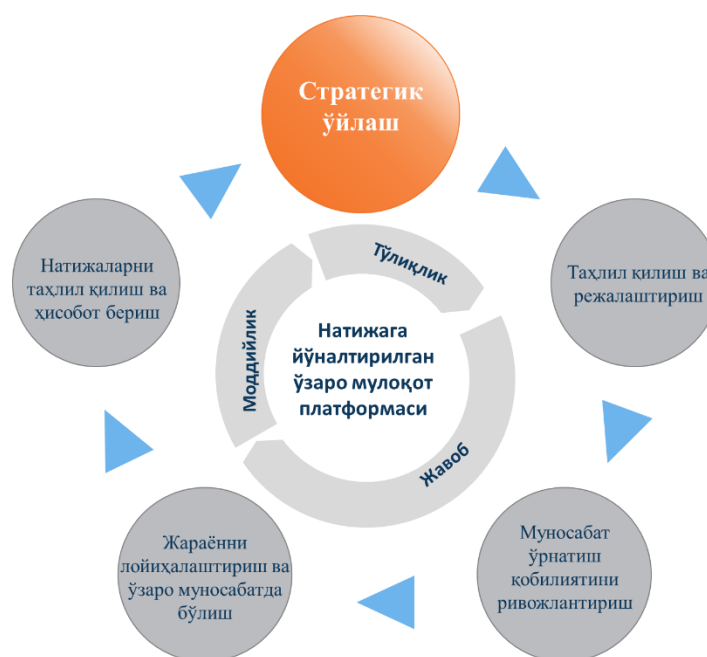 Стратегик
ўйлаш
Таҳлил қилиш ва
режалаштириш
Муносабат
ўрнатиш
қобилиятини
ривожлантириш
Жараённи
лойиҳалаштириш ва
ўзаро муносабатда
бўлиш
Натижаларни
таҳлил қилиш ва
ҳисобот бериш
Тўлиқлик
Жавоб
Моддийлик
Натижага
йўналтирилган
ўзаро мулоқот
платформаси